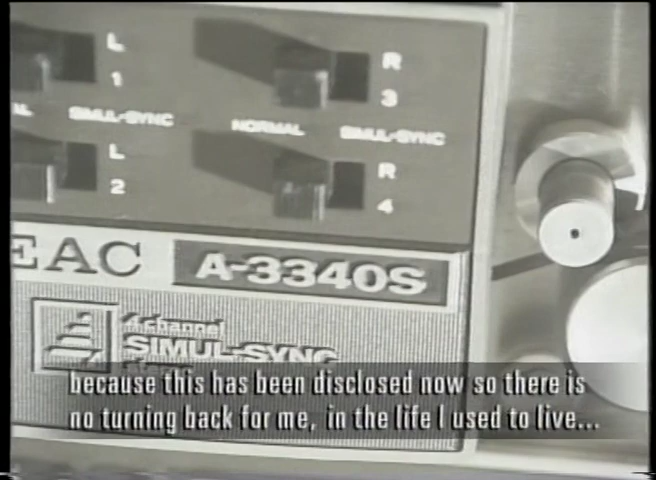 L
R
1
3
SIMUL-SYNC
NORMAL
SIMUL-SYNC
L
R
2
4
EAC
A-3340S
4 channel
SIMUL-SYNC
because this has been disclosed now so there is
no turning back for me, in the life I used to live...